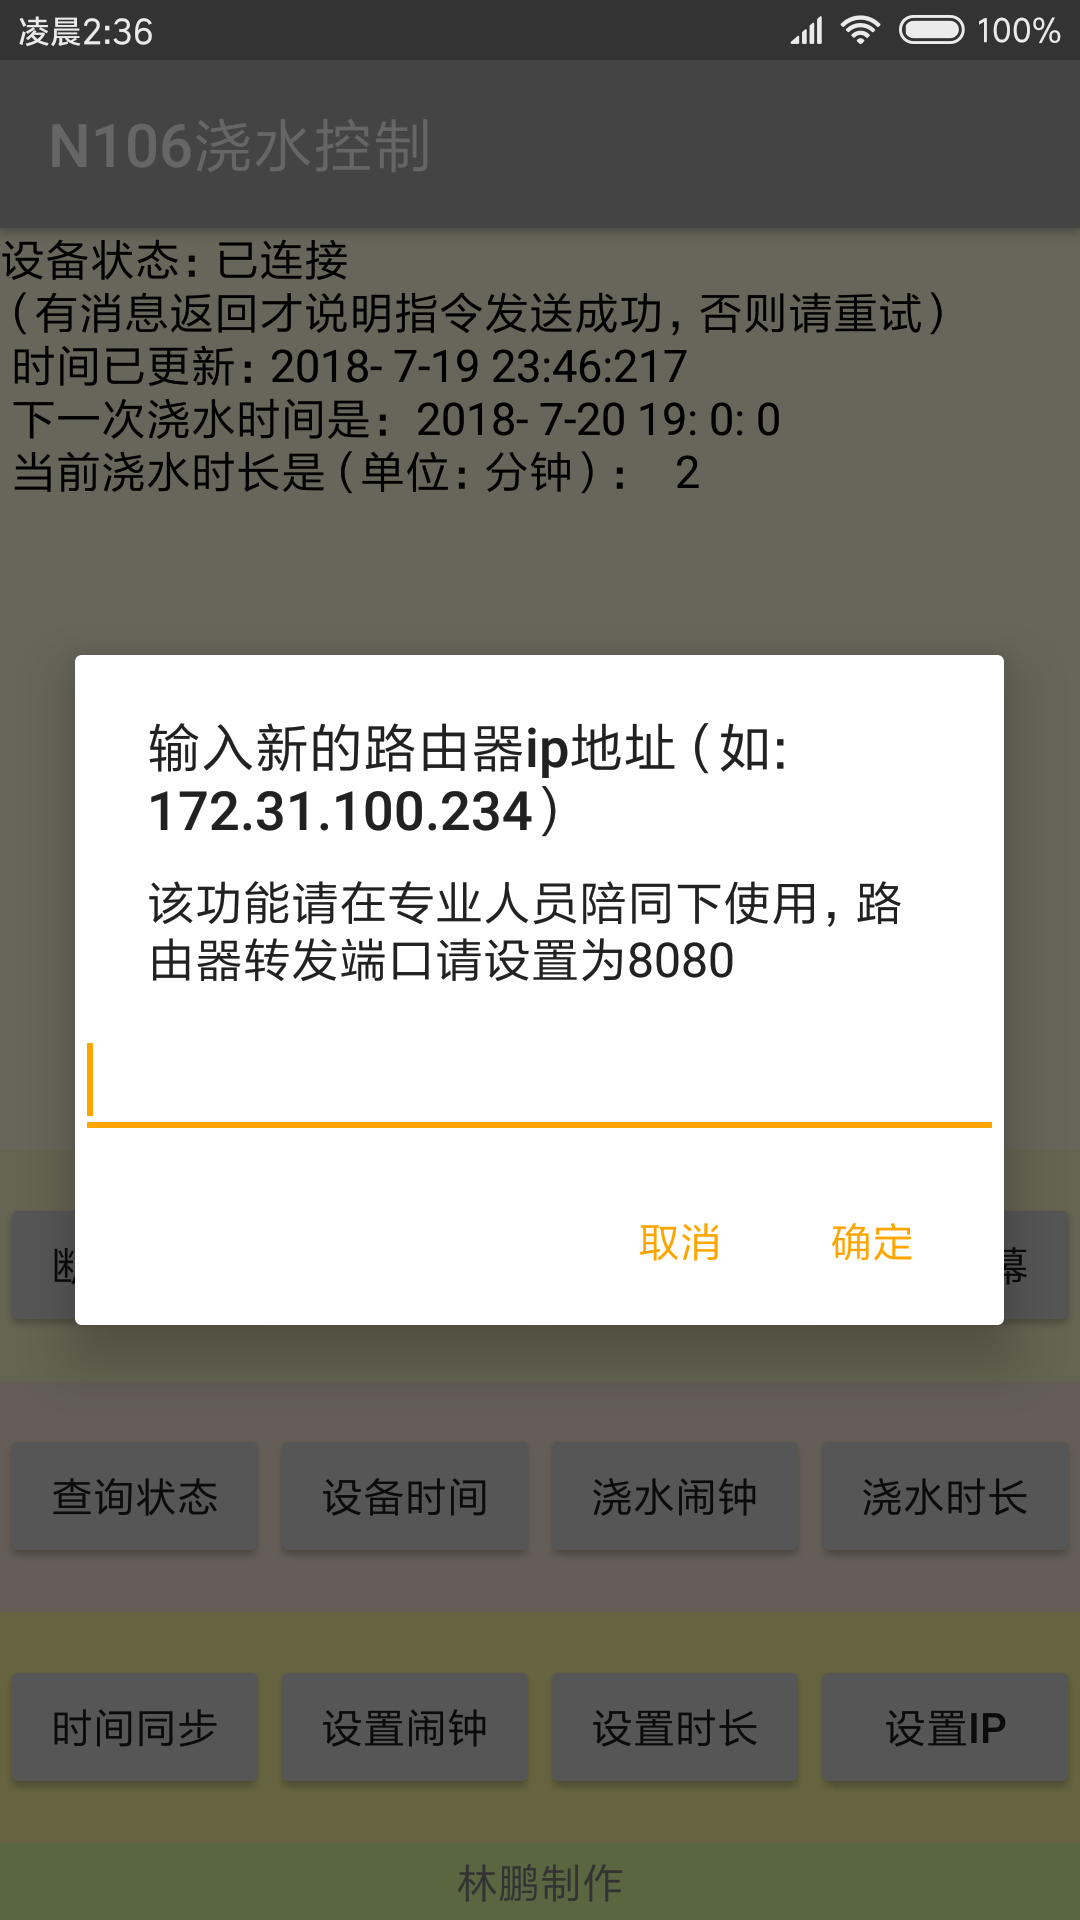 凌晨2:36
100%
N106浇水控制
设备状态：已连接
（有消息返回才说明指令发送成功，否则请重试）
时间已更新：2018- 7-19 23:46:217
下一次浇水时间是：2018- 7-20 19: 0: 0
当前浇水时长是（单位：分钟）： 2
输入新的路由器ip地址（如:
172.31.100.234）
该功能请在专业人员陪同下使用，路
由器转发端口请设置为8080
取消 确定
断 幕
查询状态 设备时间 浇水闹钟 浇水时长
时间同步 设置闹钟 设置时长 设置IP
林鹏制作